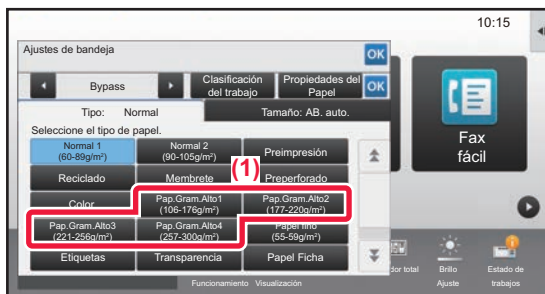 10:15
Ajustes de bandeja
OK
Bypass
Clasificación
del trabajo
Propiedades del
Papel
OK
Tipo: Normal
Tamaño: AB. auto.
Seleccione el tipo de papel.
Normal 1
(60-89g/m²)
Normal 2
(90-105g/m²)
Preimpresión
Reciclado
Membrete
(1)
Preperforado
Color
Pap.Gram.Alto1
(106-176g/m²)
Pap.Gram.Alto2
(177-220g/m²)
Pap.Gram.Alto3
(221-256g/m²)
Pap.Gram.Alto4
(257-300g/m²)
Papel fino
(55-59g/m²)
Etiquetas
Transparencia
Papel Ficha
Fax
fácil
Funcionamiento Visualización
dor total
Brillo
Ajuste
Estado de
trabajos